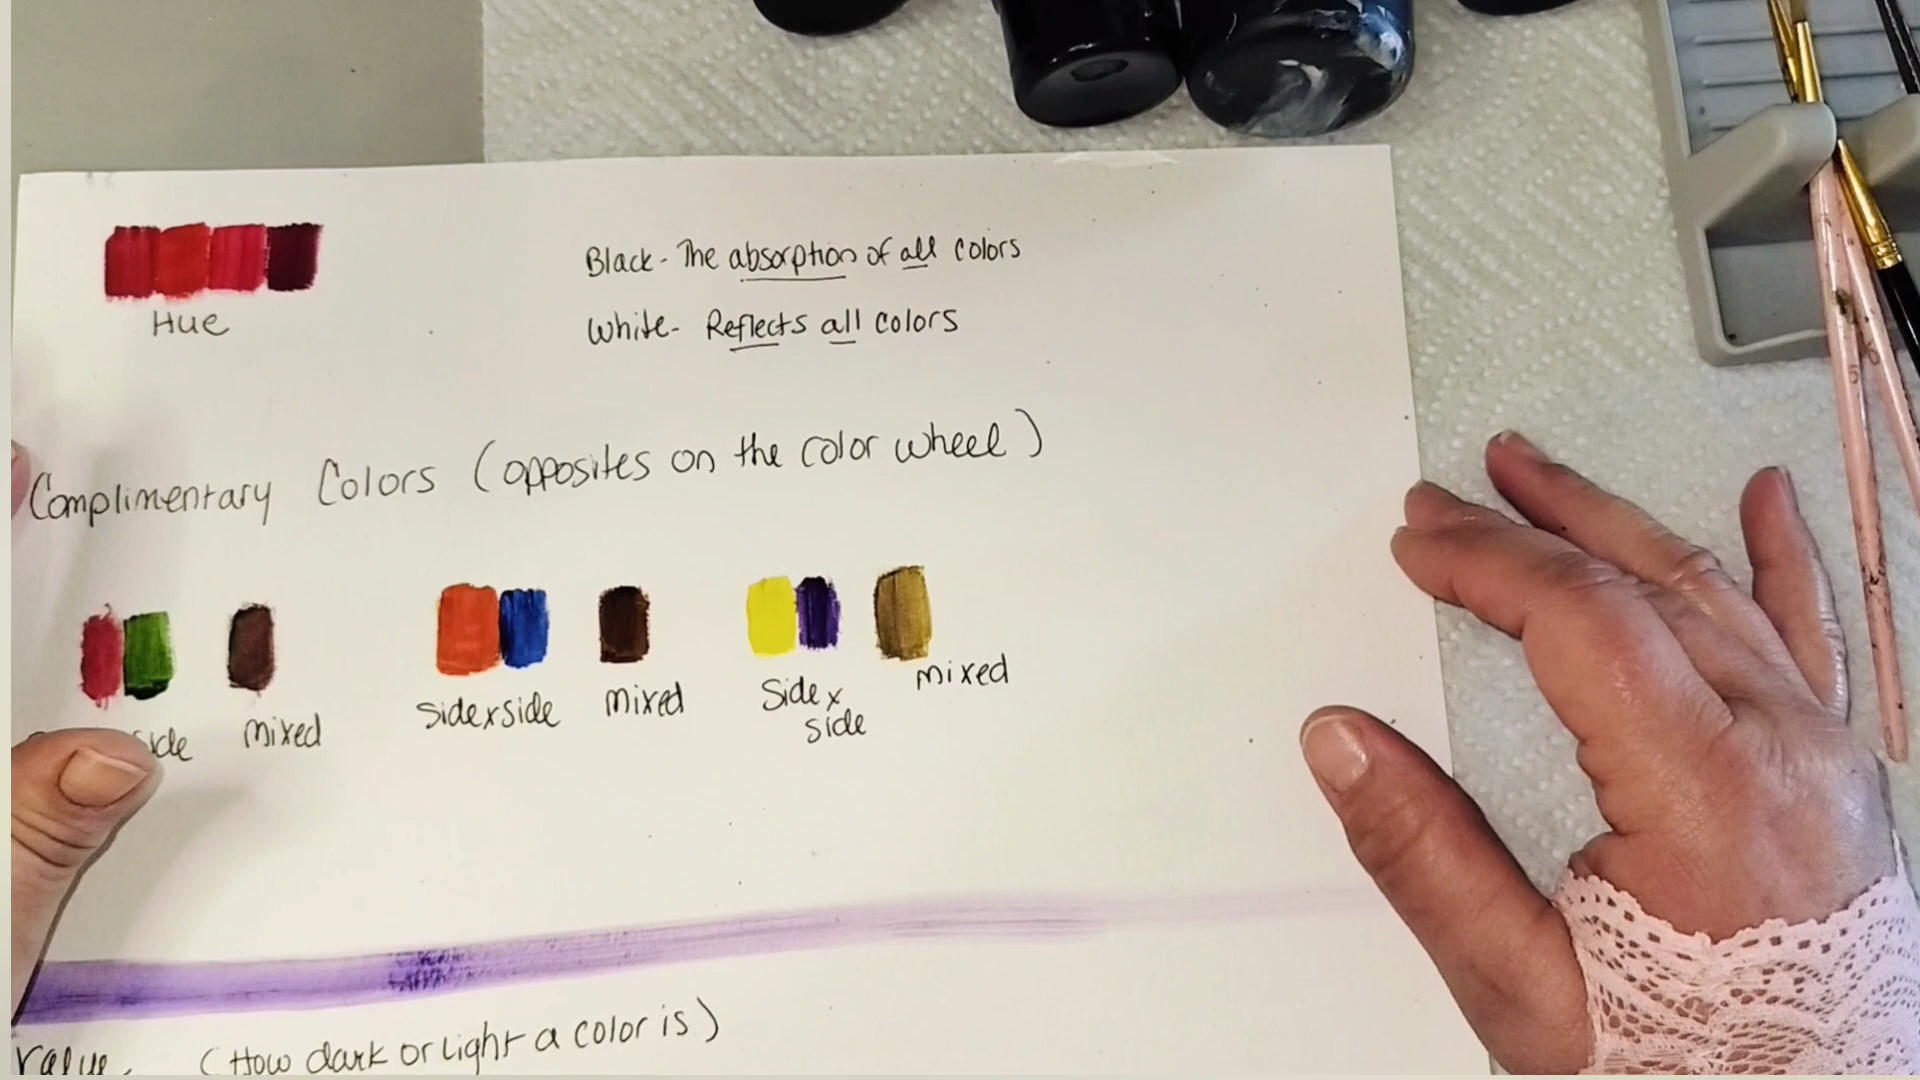 Hue
Black - The absorption of all colors
White - Reflects all colors
Complimentary Colors (opposites on the color wheel)
side
mixed
Side x side
mixed
Side x
side
mixed
Value (How dark or light a color is)